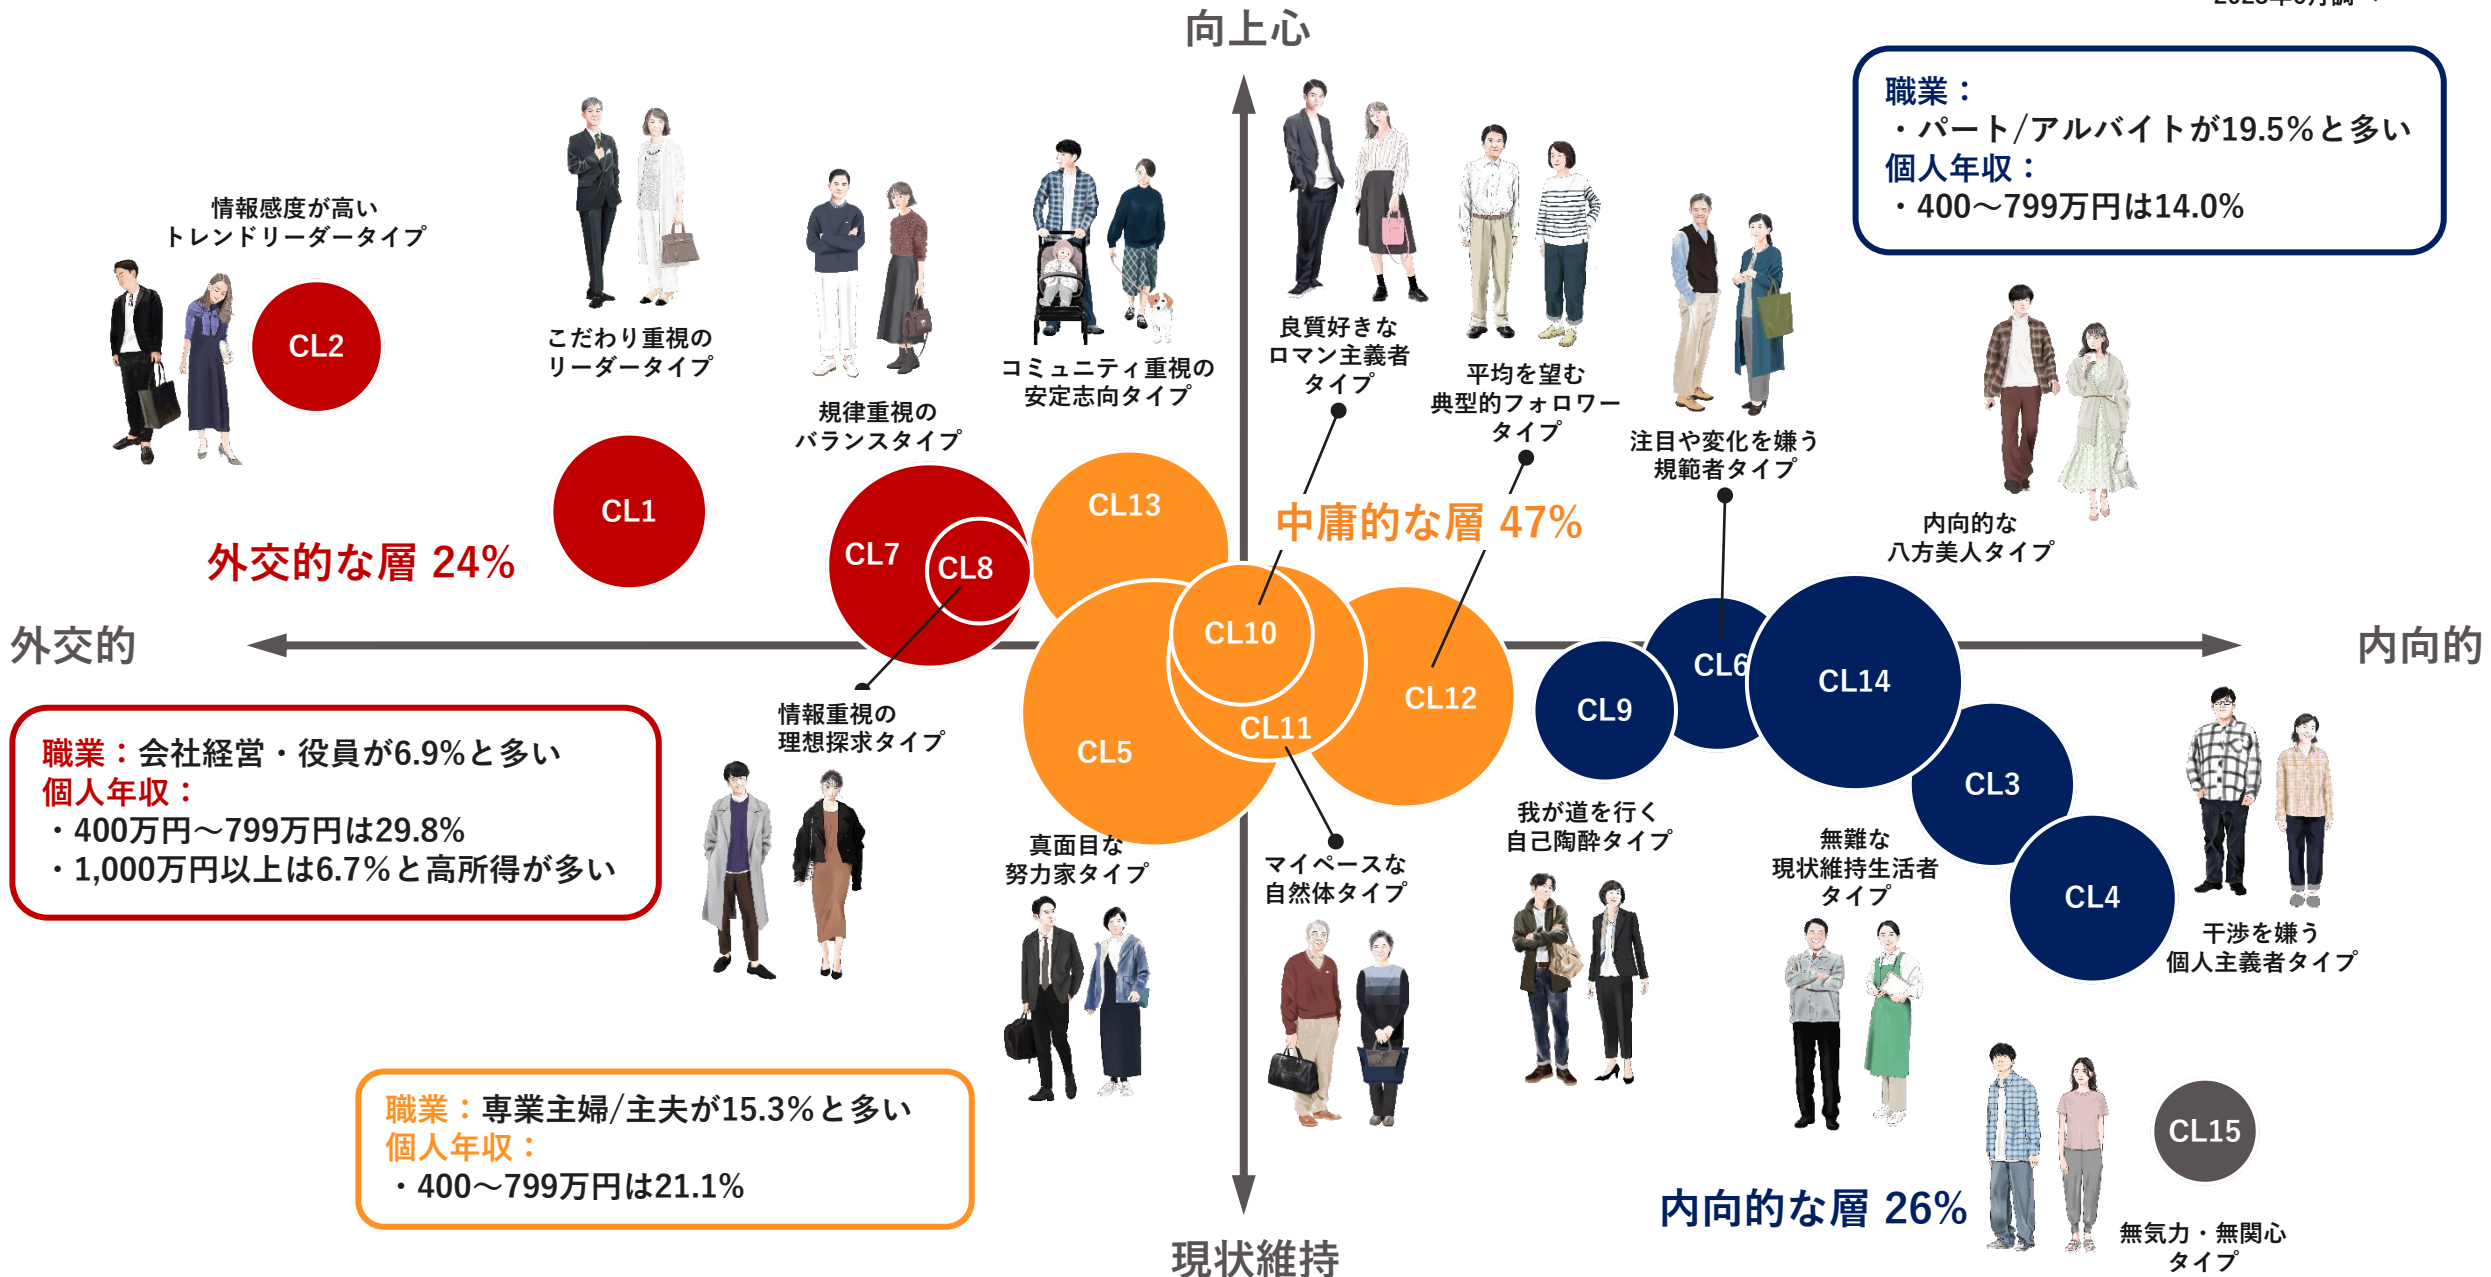 向上心
職業：
・パート/アルバイトが19.5%と多い
個人年収：
・400～799万円は14.0%
情報感度が高い
トレンドリーダータイプ
CL2
こだわり重視の
リーダータイプ
CL1
規律重視の
バランスタイプ
CL7
CL8
コミュニティ重視の
安定志向タイプ
CL13
良質好きな
ロマン主義者
タイプ
平均を望む
典型的フォロワー
タイプ
注目や変化を嫌う
規範者タイプ
内向的な
八方美人タイプ
外交的な層 24%
中庸的な層 47%
外交的
内向的
CL10
CL11
CL5
CL12
CL9
CL6
CL14
CL3
CL4
職業：会社経営・役員が6.9%と多い
個人年収：
・400万円～799万円は29.8%
・1,000万円以上は6.7%と高所得が多い
情報重視の
理想探求タイプ
真面目な
努力家タイプ
マイペースな
自然体タイプ
我が道を行く
自己陶酔タイプ
無難な
現状維持生活者
タイプ
干渉を嫌う
個人主義者タイプ
職業：専業主婦/主夫が15.3%と多い
個人年収：
・400～799万円は21.1%
CL15
内向的な層 26%
無気力・無関心
タイプ
現状維持